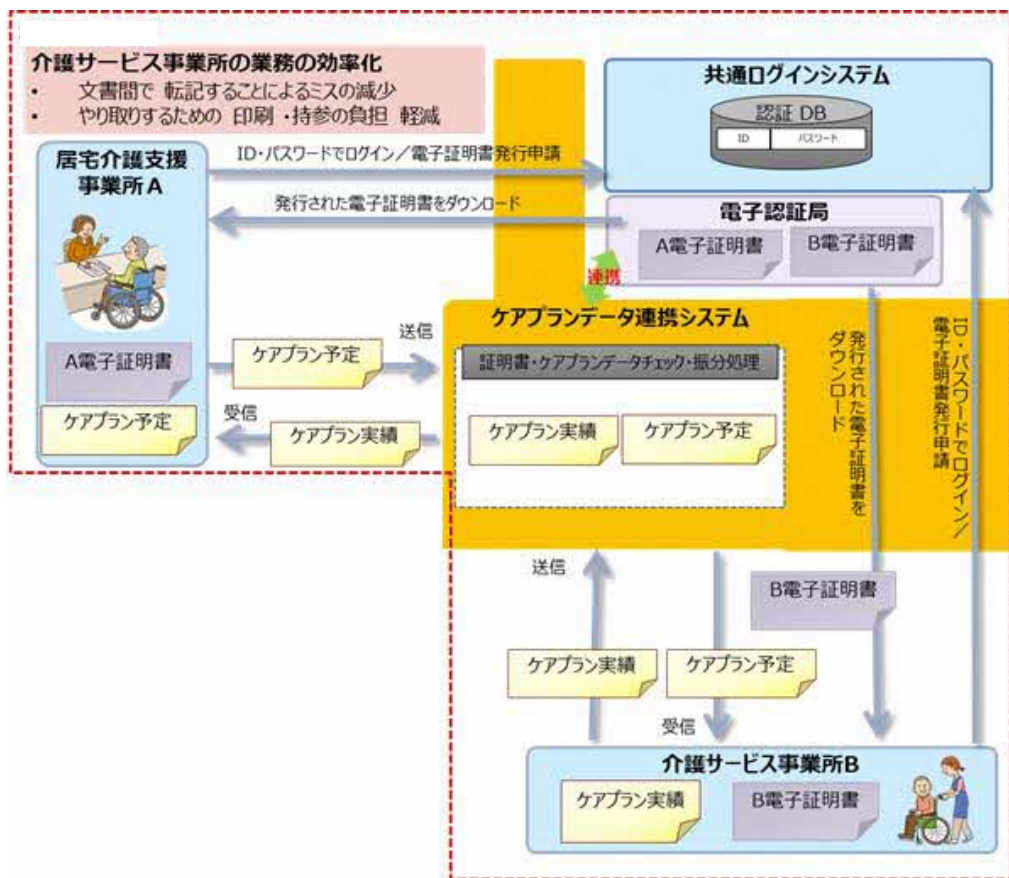 介護サービス事業所の業務の効率化
・ 文書間で 転記することによるミスの減少
・ やり取りするための 印刷 ・持参の負担 軽減
共通ログインシステム
認証 DB
ID
パスワード
居宅介護支援
事業所A
ID・パスワードでログイン／電子証明書発行申請
発行された電子証明書をダウンロード
電子認証局
A電子証明書
B電子証明書
連携
ケアプランデータ連携システム
証明書・ケアプランデータチェック・振分処理
ケアプラン実績
ケアプラン予定
A電子証明書
ケアプラン予定
送信
ケアプラン予定
受信
ケアプラン実績
発行された電子証明書を
ダウンロード
ID・パスワードでログイン／
電子証明書発行申請
送信
B電子証明書
ケアプラン実績
ケアプラン予定
受信
介護サービス事業所B
ケアプラン実績
B電子証明書